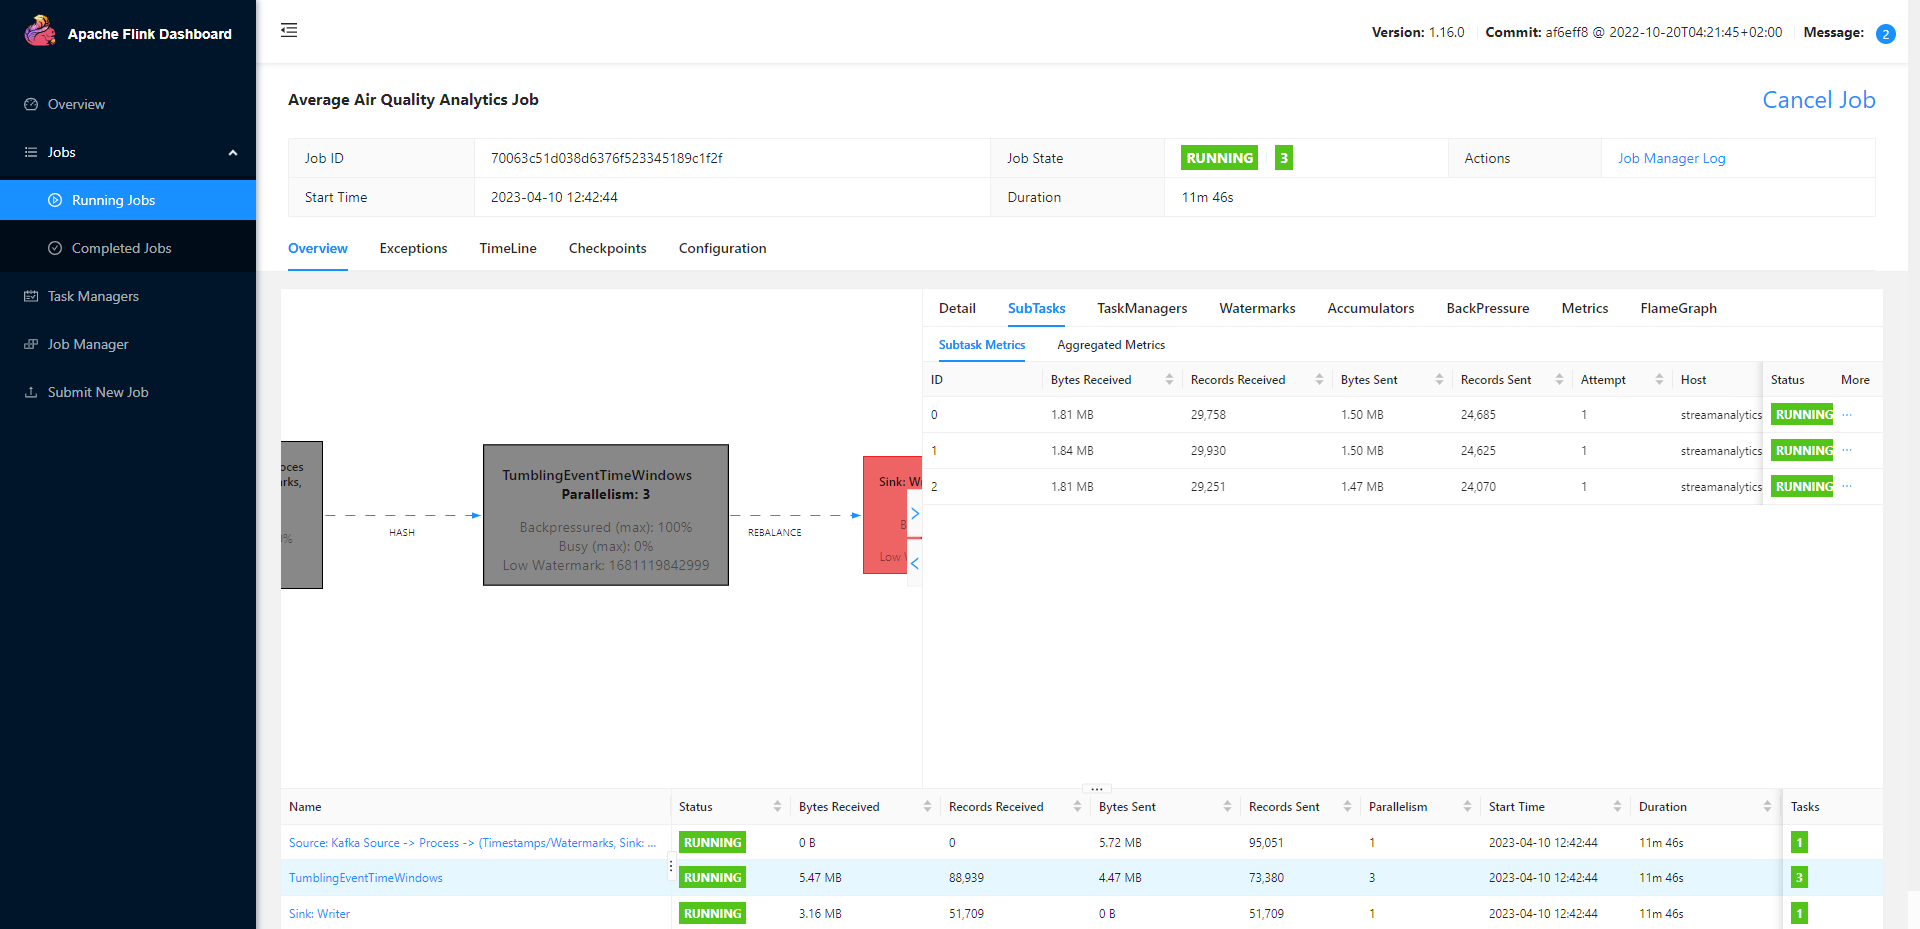 Apache Flink Dashboard
Version: 1.16.0 Commit: af6eff8 @ 2022-10-20T04:21:45+02:00 Message: 2
Overview
Jobs
Running Jobs
Completed Jobs
Task Managers
Job Manager
Submit New Job
Average Air Quality Analytics Job
Cancel Job
Job ID 70063c51d038d6376f523345189c1f2f Job State RUNNING 3 Actions Job Manager Log
Start Time 2023-04-10 12:42:44 Duration 11m 46s
Overview Exceptions TimeLine Checkpoints Configuration
HASH
TumblingEventTimeWindows
Parallelism: 3
Backpressured (max): 100%
Busy (max): 0%
Low Watermark: 1681119842999
REBALANCE
Sink: W
B
Low
Detail SubTasks TaskManagers Watermarks Accumulators BackPressure Metrics FlameGraph
Subtask Metrics Aggregated Metrics
ID Bytes Received Records Received Bytes Sent Records Sent Attempt Host Status More
0 1.81 MB 29,758 1.50 MB 24,685 1 streamanalytics RUNNING ...
1 1.84 MB 29,930 1.50 MB 24,625 1 streamanalytics RUNNING ...
2 1.81 MB 29,251 1.47 MB 24,070 1 streamanalytics RUNNING ...
Name Status Bytes Received Records Received Bytes Sent Records Sent Parallelism Start Time Duration Tasks
Source: Kafka Source -> Process -> (Timestamps/Watermarks, Sink: ... RUNNING 0 B 0 5.72 MB 95,051 1 2023-04-10 12:42:44 11m 46s 1
TumblingEventTimeWindows RUNNING 5.47 MB 88,939 4.47 MB 73,380 3 2023-04-10 12:42:44 11m 46s 3
Sink: Writer RUNNING 3.16 MB 51,709 0 B 51,709 1 2023-04-10 12:42:44 11m 46s 1